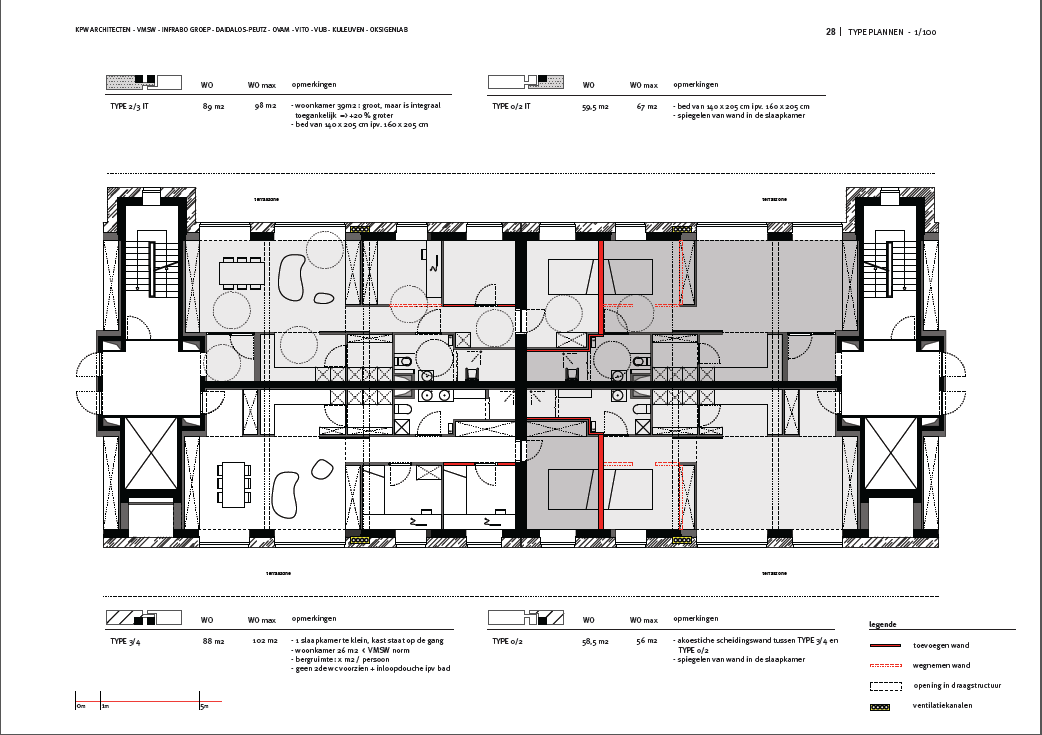 KPW ARCHITECTEN - VMSW - INFRABO GROEP - DAIDALOS-PEUTZ - OVAM - VITO - VUB - KULEUVEN - OKSIGENLAB
28 | TYPE PLANNEN - 1/100
WO WO max opmerkingen
TYPE 2/3 IT 89 m2 98 m2 - woonkamer 39m2 : groot, maar is integraal
toegankelijk => +20 % groter
- bed van 140 x 205 cm ipv. 160 x 205 cm
WO WO max opmerkingen
TYPE 0/2 IT 59,5 m2 67 m2 - bed van 140 x 205 cm ipv. 160 x 205 cm
- spiegelen van wand in de slaapkamer
terraszone
terraszone
terraszone
terraszone
WO WO max opmerkingen
TYPE 3/4 88 m2 102 m2 - 1 slaapkamer te klein, kast staat op de gang
- woonkamer 26 m2 < VMSW norm
- bergruimte : x m2 / persoon
- geen 2de wc voorzien + inloopdouche ipv bad
WO WO max opmerkingen
TYPE 0/2 58,5 m2 56 m2 - akoestische scheidingswand tussen TYPE 3/4 en
TYPE 0/2
- spiegelen van wand in de slaapkamer
legende
toevoegen wand
wegnemen wand
opening in draagstructuur
ventilatiekanalen
0m 1m 5m